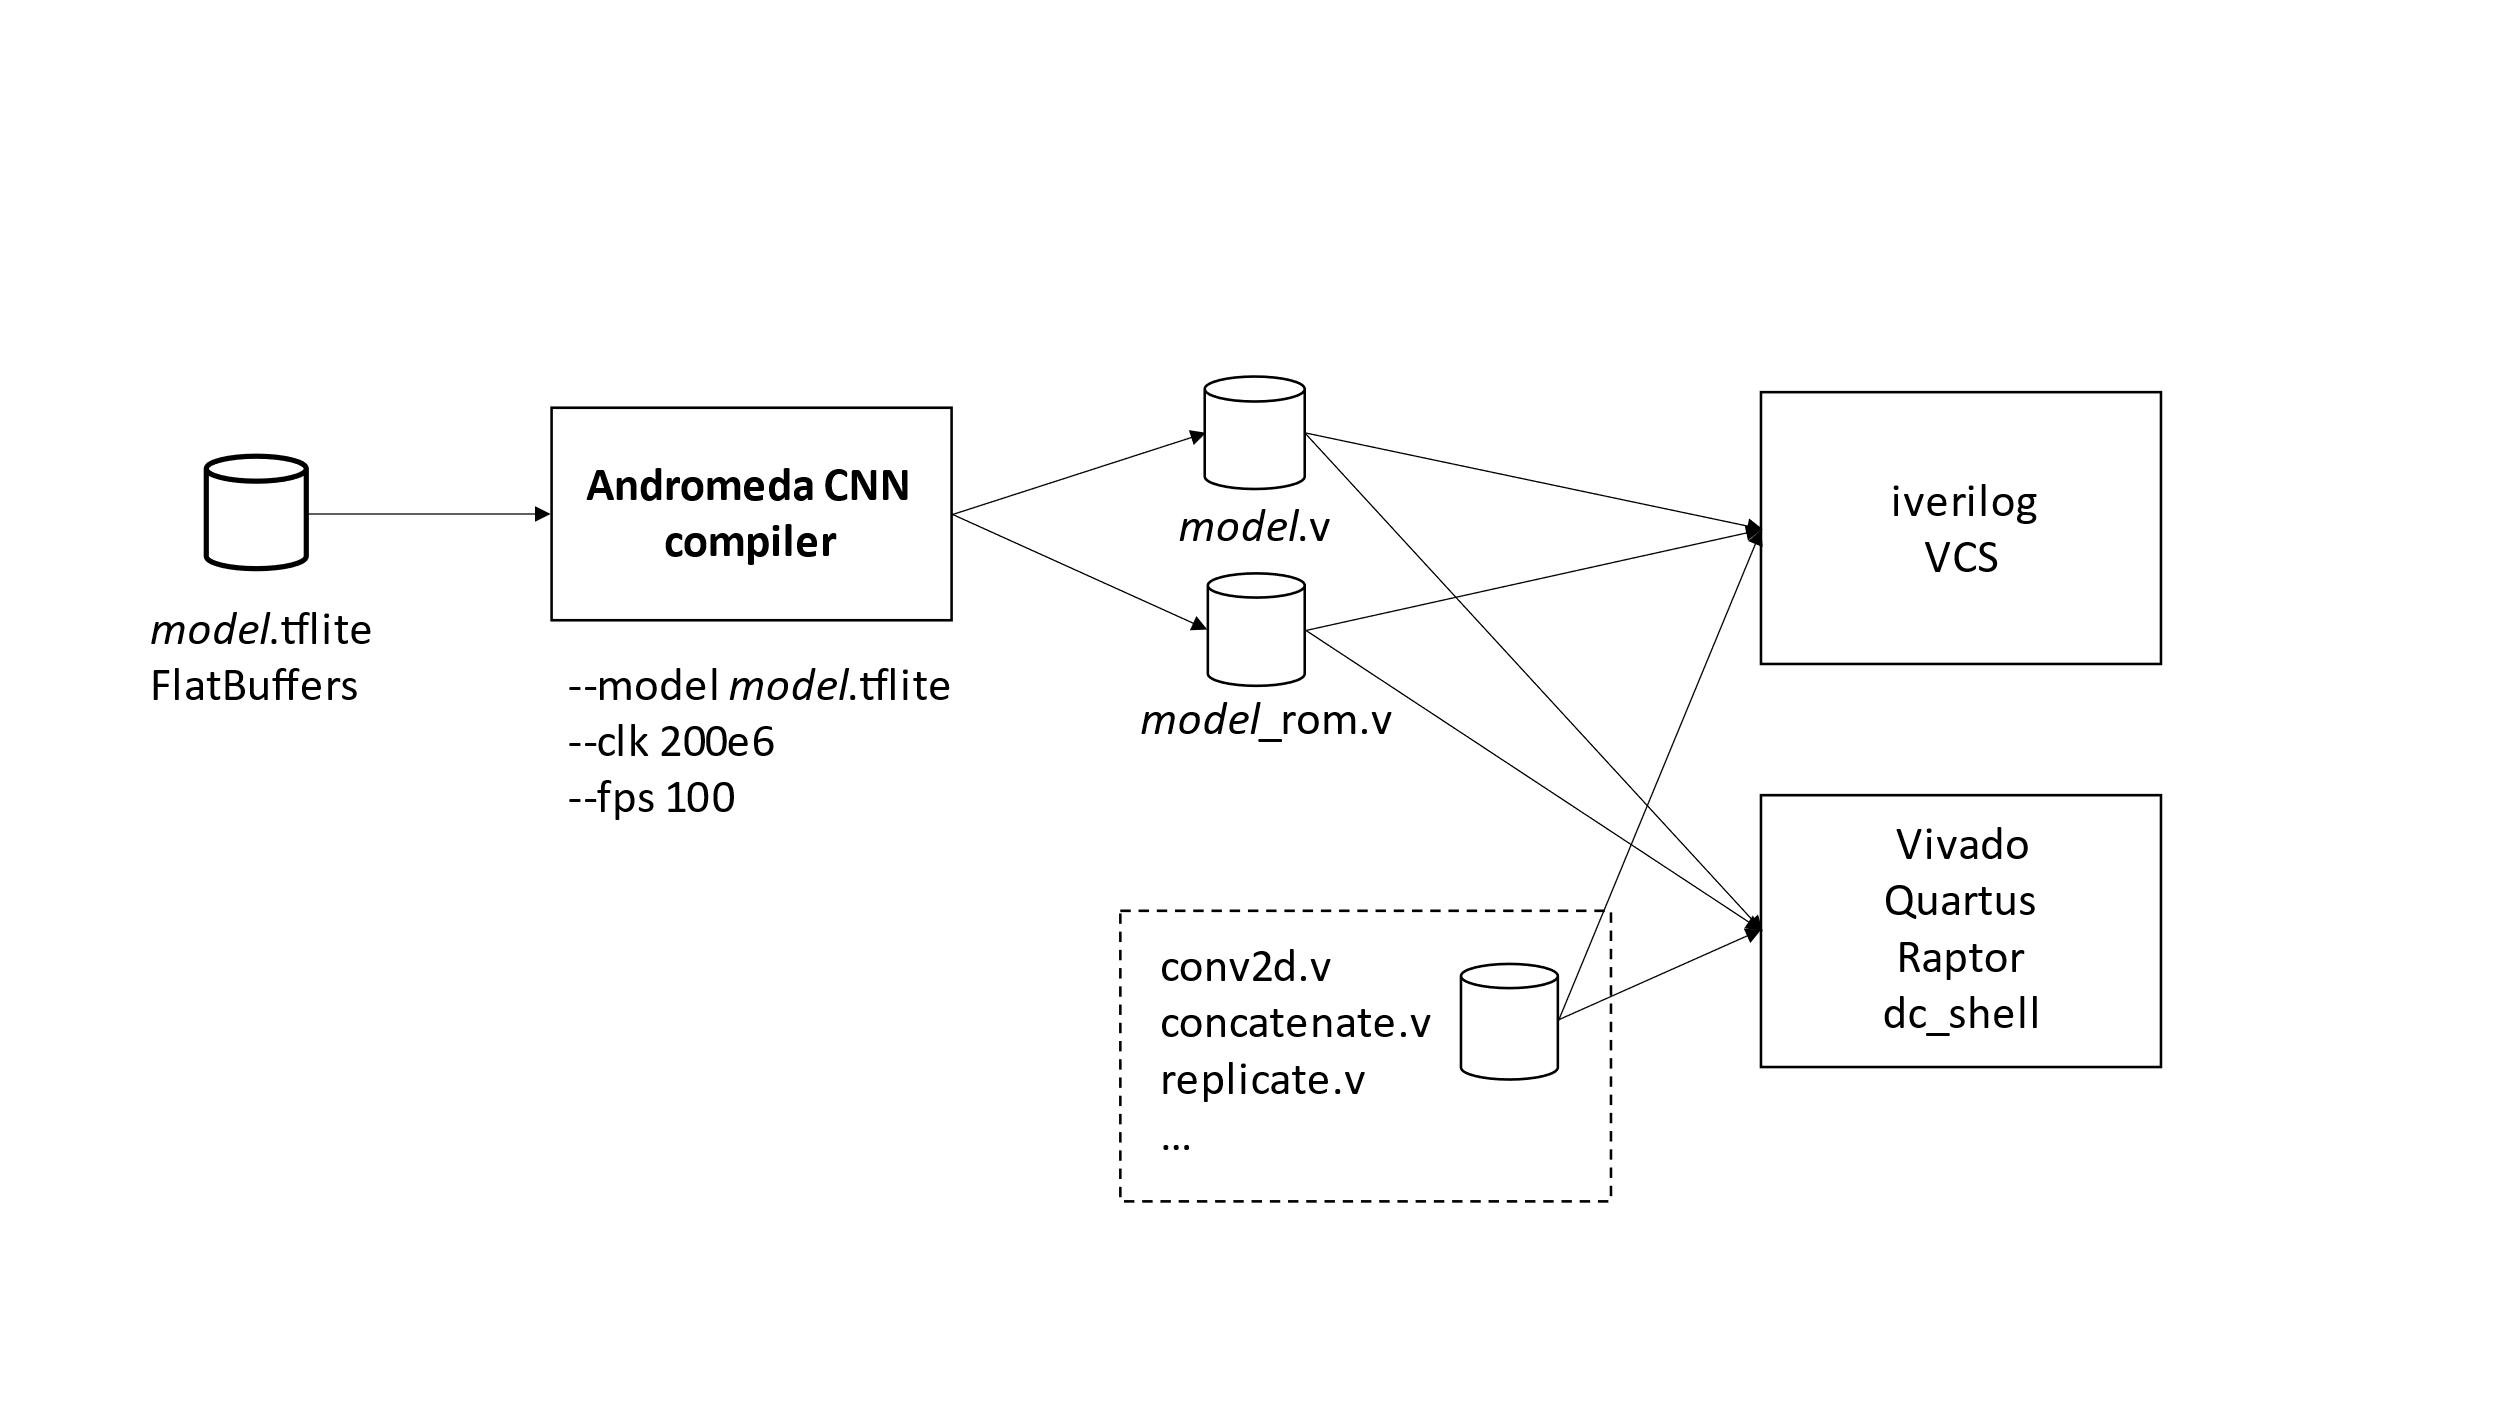 model.tflite
FlatBuffers
Andromeda CNN
compiler
--model model.tflite
--clk 200e6
--fps 100
model.v
model_rom.v
conv2d.v
concatenate.v
replicate.v
...
iverilog
VCS
Vivado
Quartus
Raptor
dc_shell